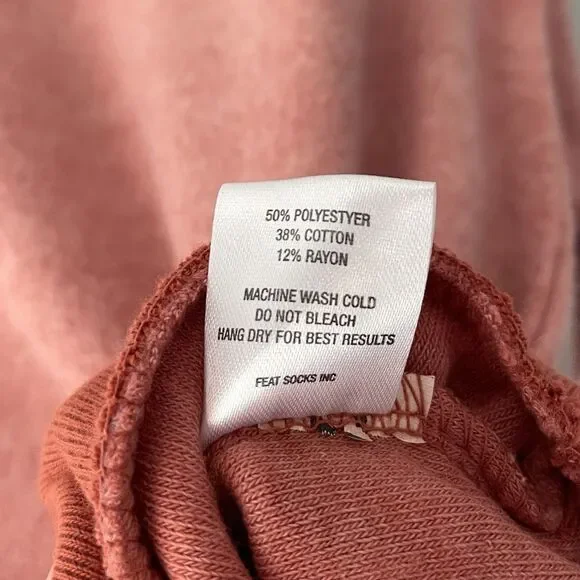 50% POLYESTYER
38% COTTON
12% RAYON
MACHINE WASH COLD
DO NOT BLEACH
HANG DRY FOR BEST RESULTS
FEAT SOCKS INC